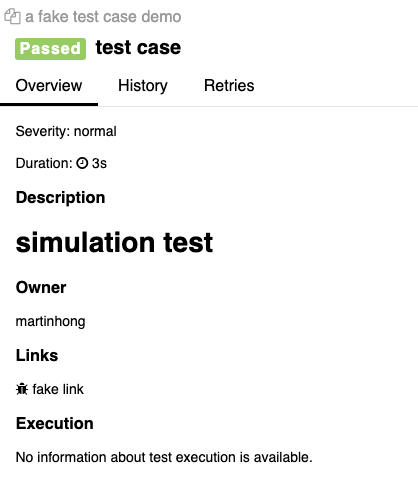 a fake test case demo
Passed test case
Overview History Retries
Severity: normal
Duration: 3s
Description
simulation test
Owner
martinhong
Links
fake link
Execution
No information about test execution is available.